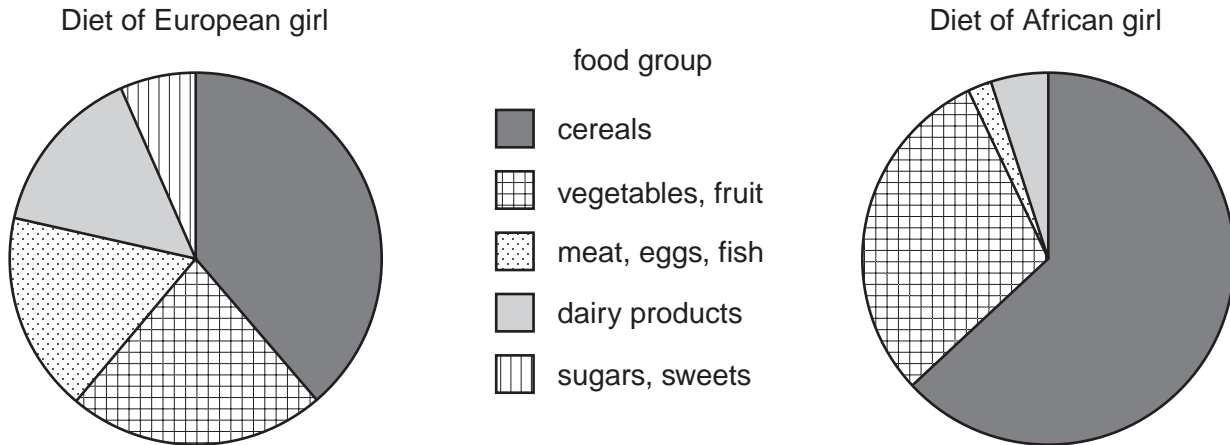 Diet of European girl
food group
cereals
vegetables, fruit
meat, eggs, fish
dairy products
sugars, sweets
Diet of African girl